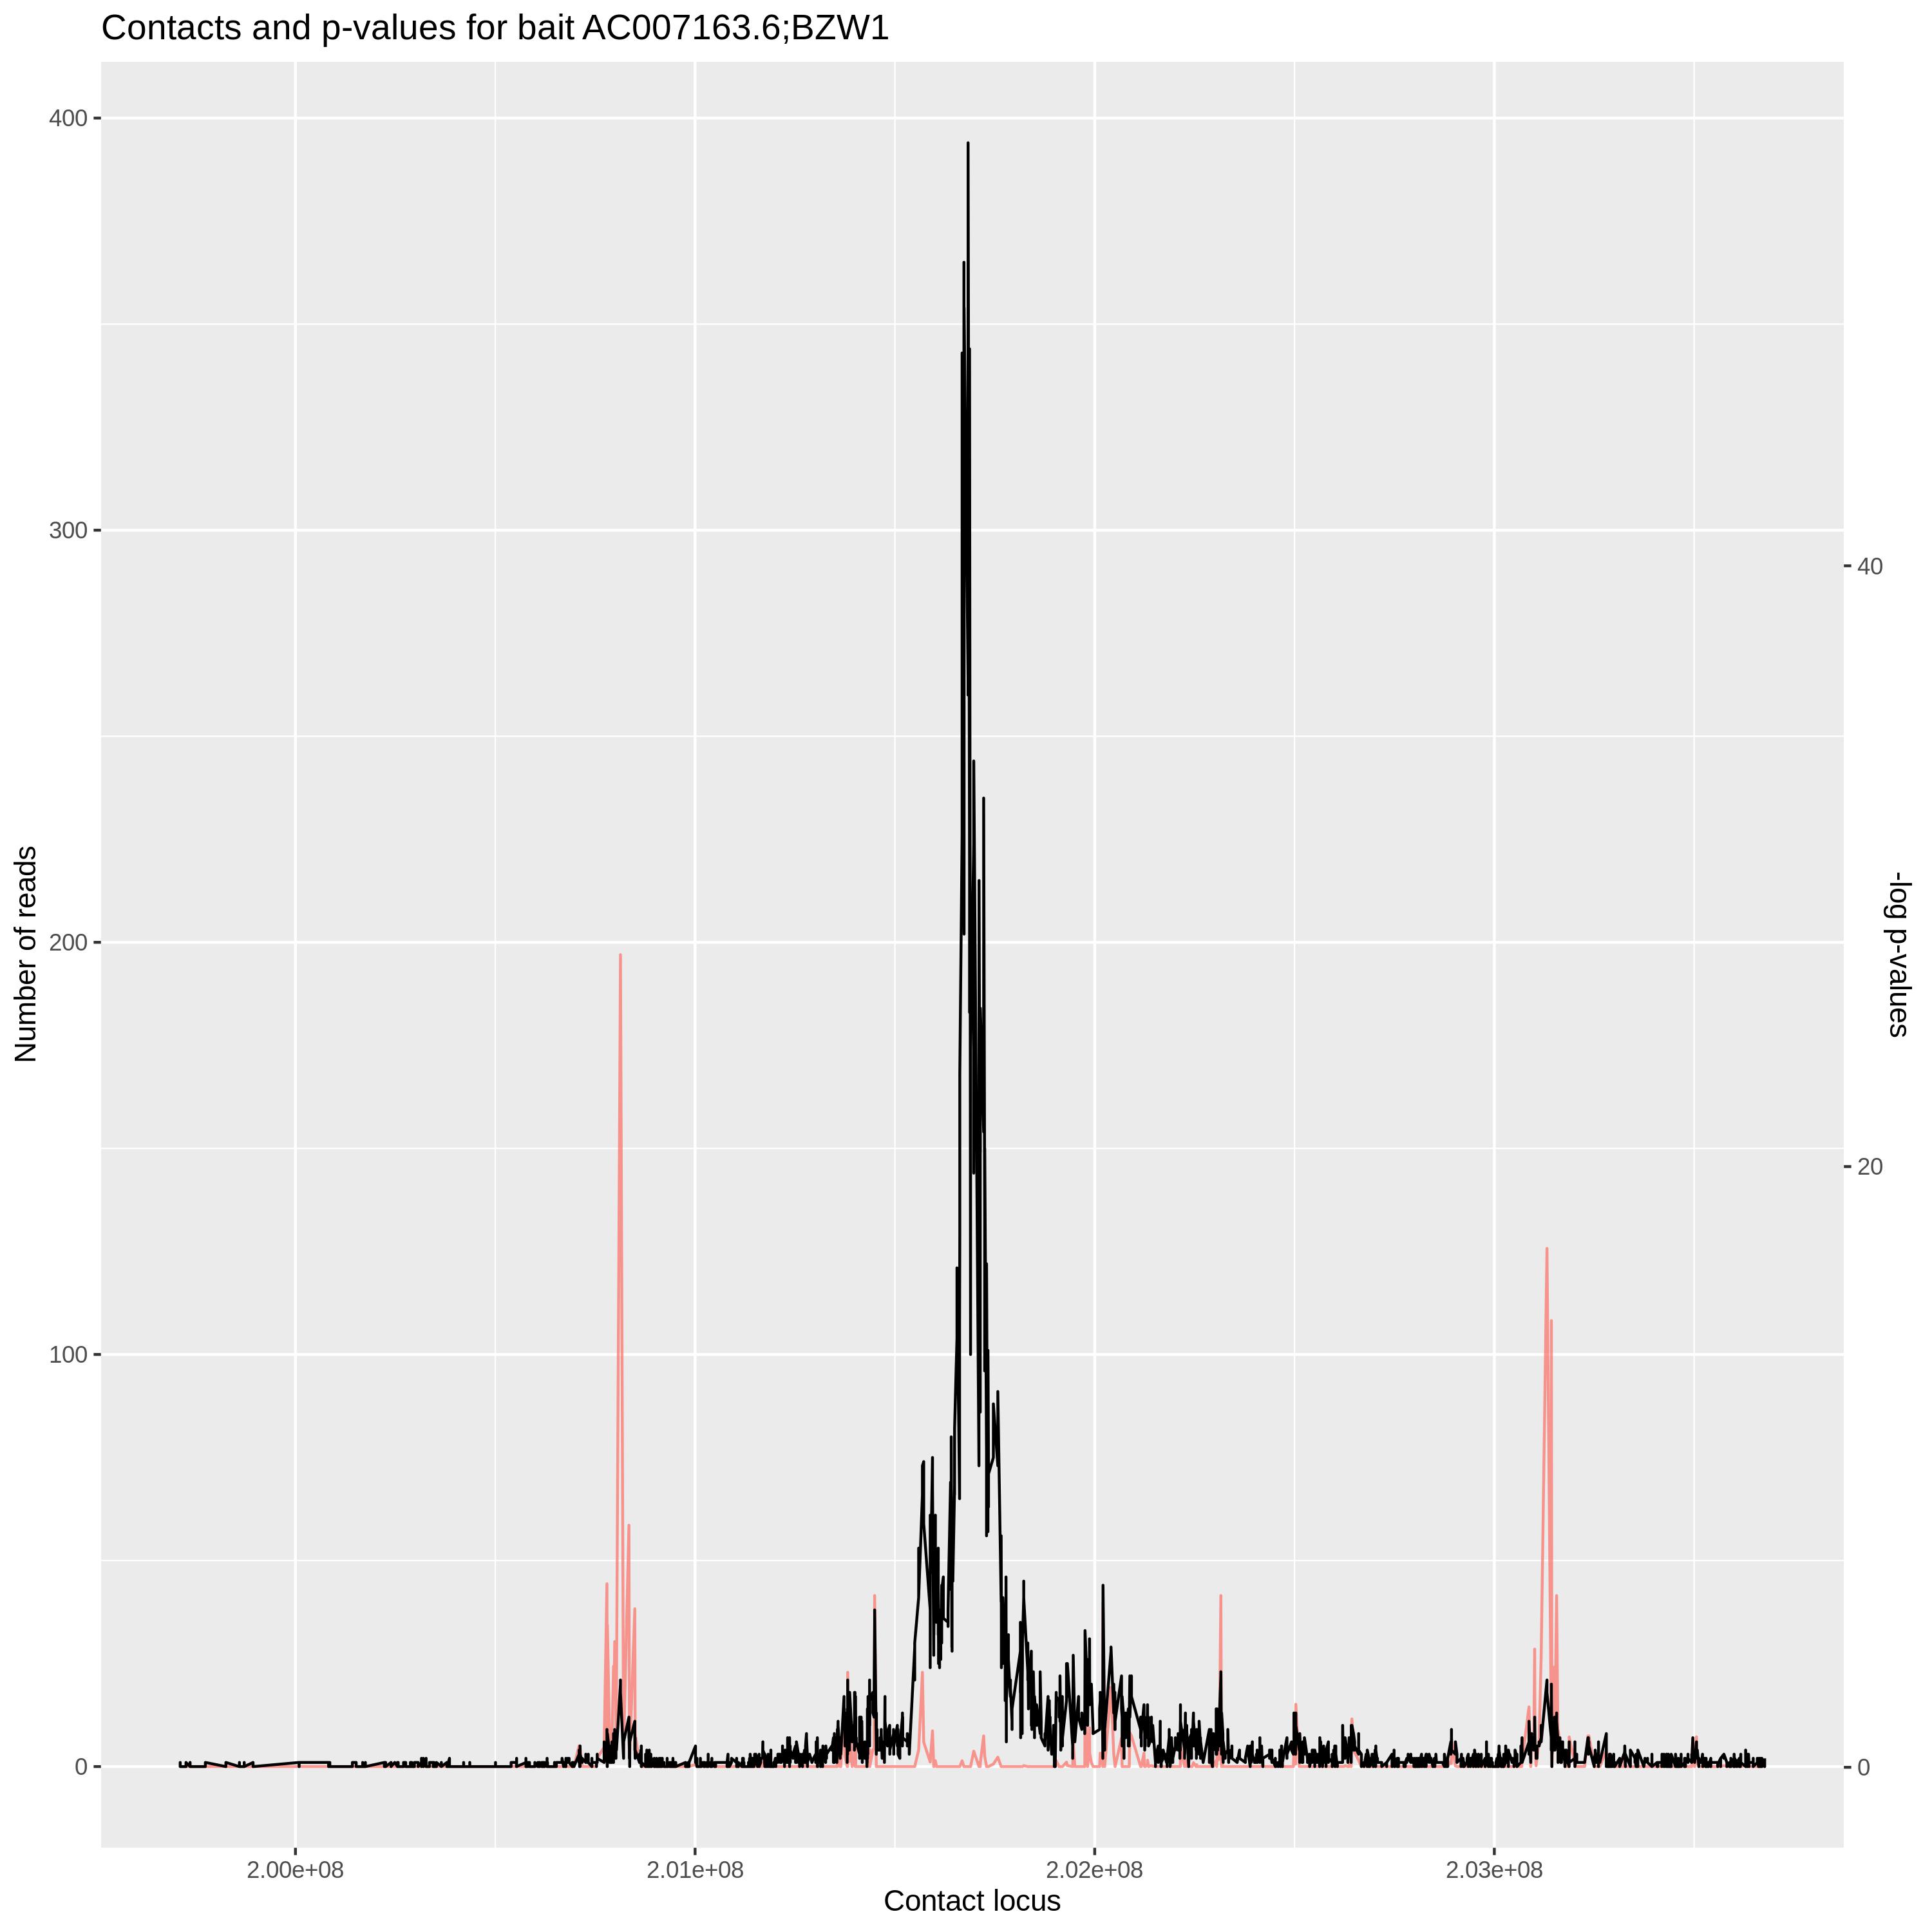 Contacts and p-values for bait AC007163.6;BZW1
400
300
200
100
0
Number of reads
40
20
0
-log p-values
2.00e+08 2.01e+08 2.02e+08 2.03e+08
Contact locus